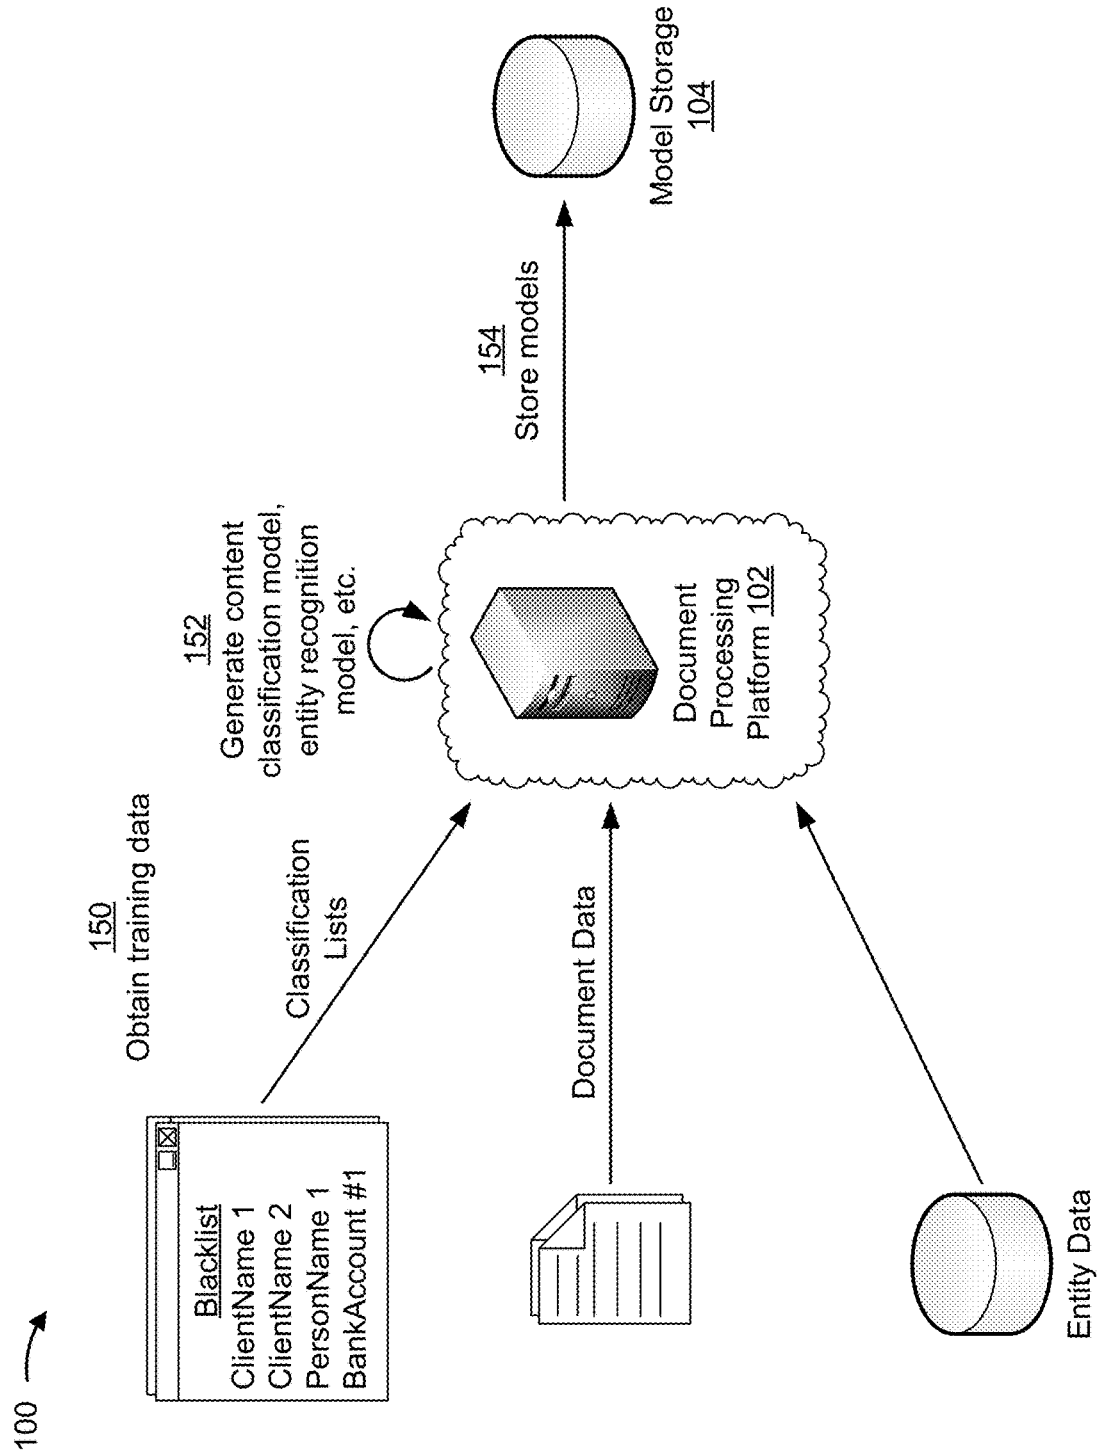 100
150
Obtain training data
Blacklist
ClientName 1
ClientName 2
PersonName 1
BankAccount #1
Classification
Lists
Document Data
Entity Data
152
Generate content
classification model,
entity recognition
model, etc.
Document
Processing
Platform 102
154
Store models
Model Storage
104